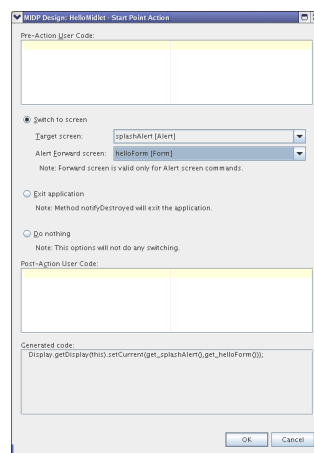 MIDP Design: HelloMidlet - Start Point Action
Pre-Action User Code:
Switch to screen
Target screen: splashAlert [Alert]
Alert Forward screen: helloForm [Form]
Note: Forward screen is valid only for Alert screen commands.
Exit application
Note: Method notifyDestroyed will exit the application.
Do nothing
Note: This options will not do any switching.
Post-Action User Code:
Generated code:
Display.getDisplay(this).setCurrent(get_splashAlert(),get_helloForm());
OK Cancel